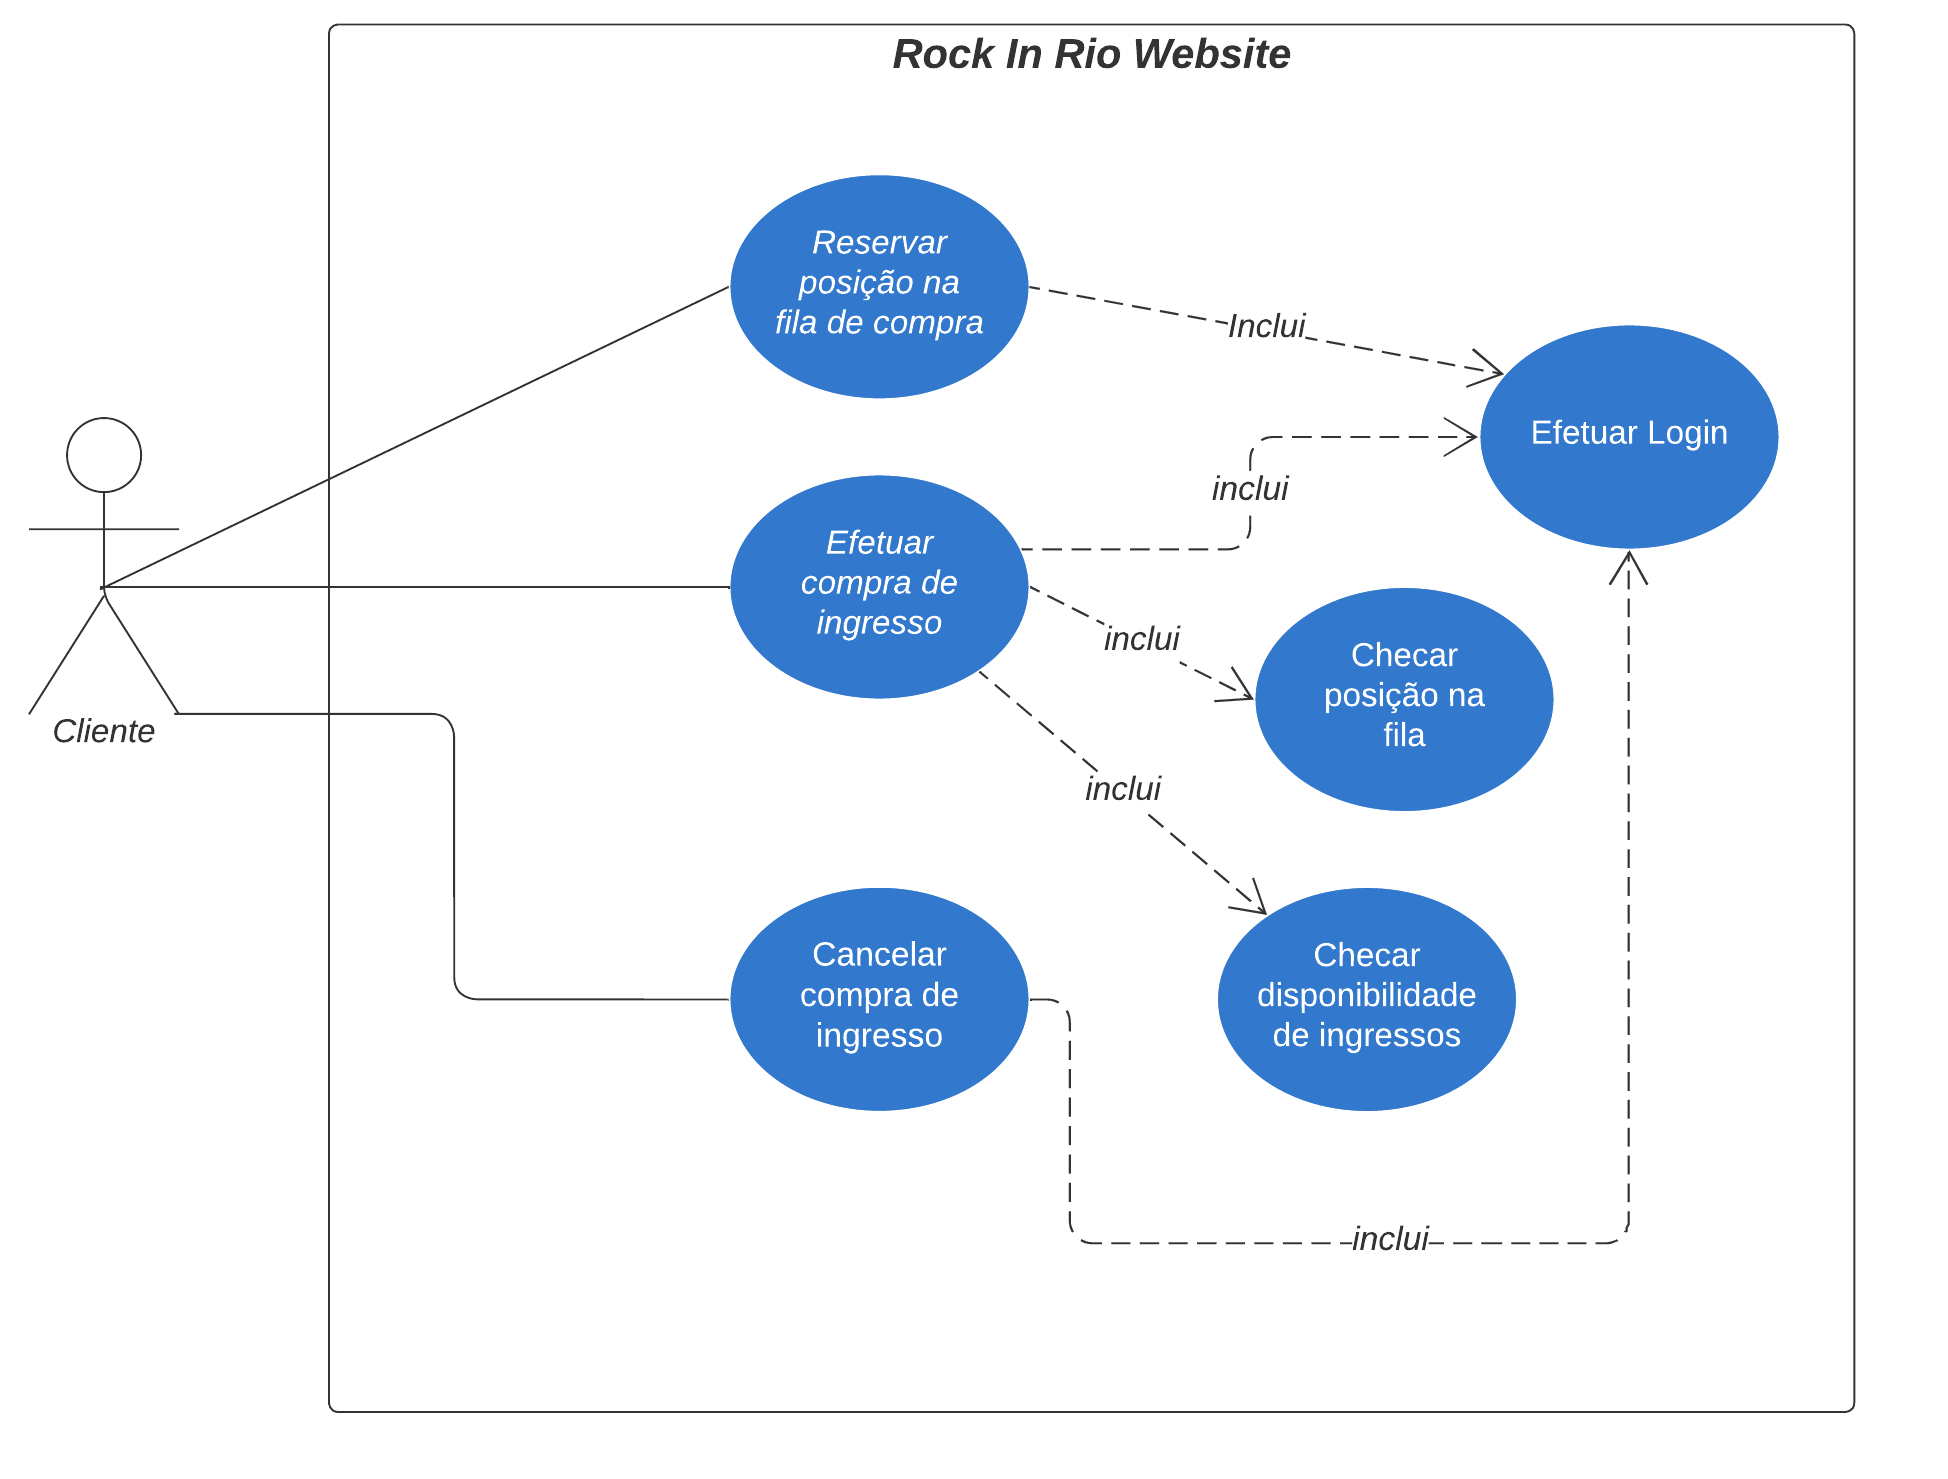 Rock In Rio Website
Reservar
posição na
fila de compra
Inclui
Efetuar Login
inclui
Efetuar
compra de
ingresso
inclui
Checar
posição na
fila
Cliente
inclui
Cancelar
compra de
ingresso
Checar
disponibilidade
de ingressos
inclui